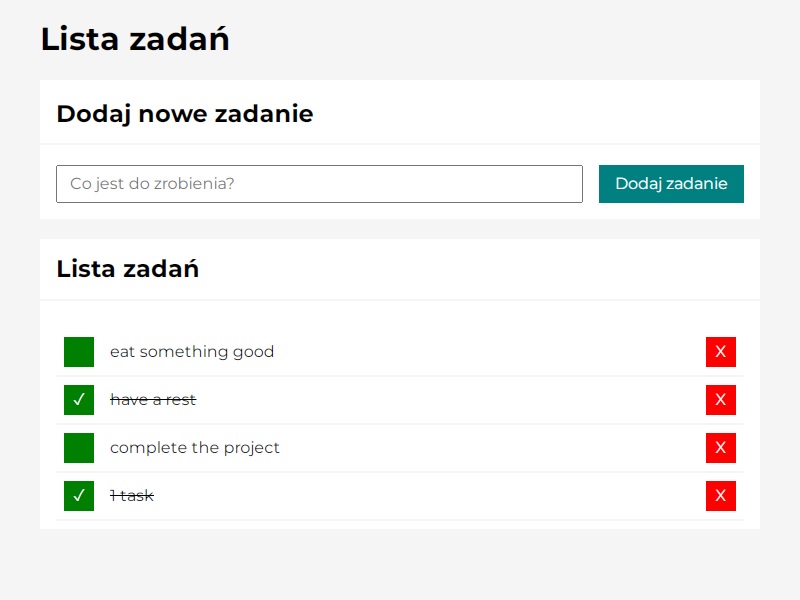 Lista zadań
Dodaj nowe zadanie
Co jest do zrobienia?
Dodaj zadanie
Lista zadań
eat something good X
✓ have a rest X
complete the project X
✓ 1 task X